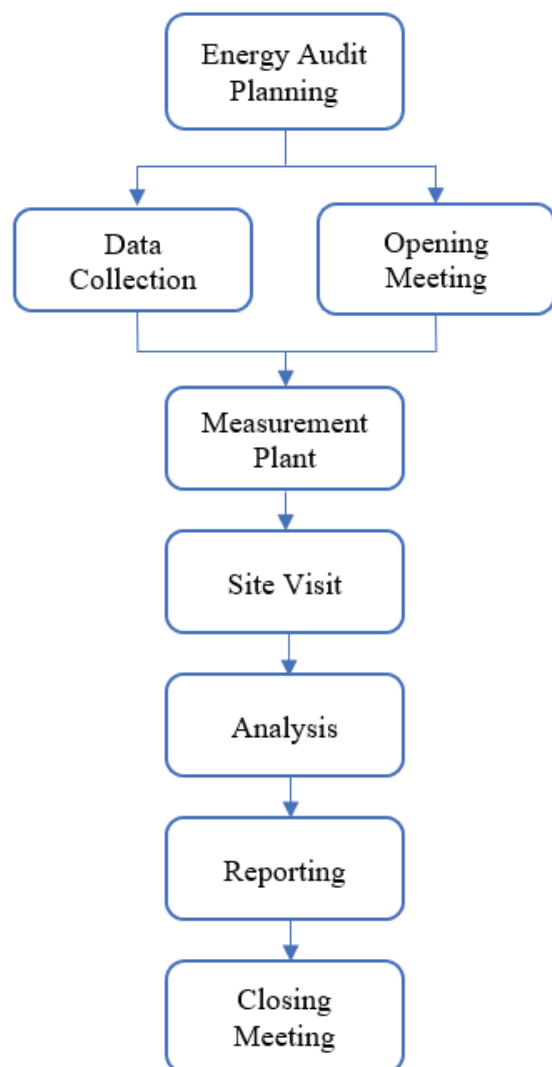 Energy Audit
Planning
Data
Collection
Opening
Meeting
Measurement
Plant
Site Visit
Analysis
Reporting
Closing
Meeting